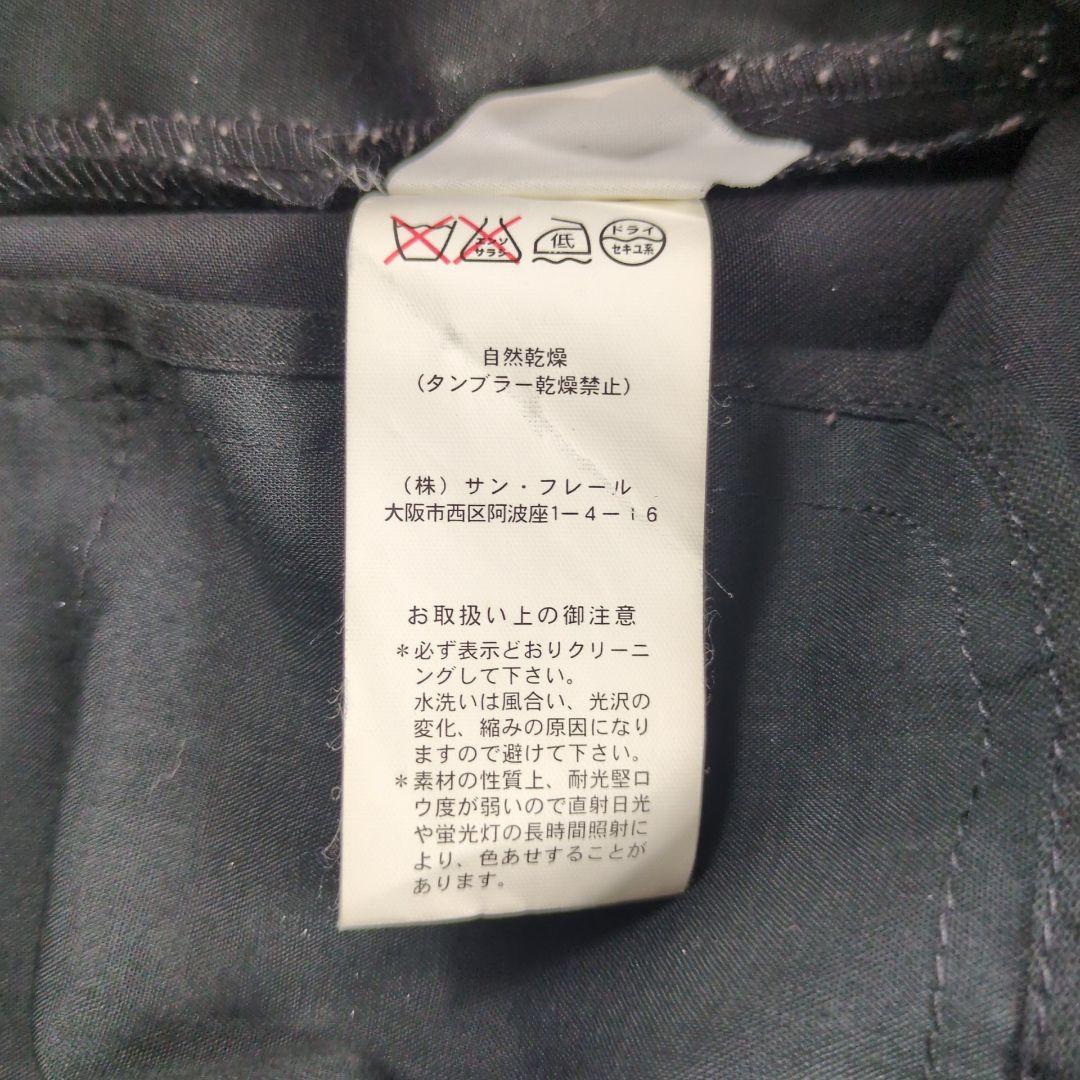 エンソ
サラシ
低
ドライ
セキユ系
自然乾燥
（タンブラー乾燥禁止）
（株）サン・フレール
大阪市西区阿波座1－4－16
お取扱い上の御注意
＊必ず表示どおりクリーニ
ングして下さい。
水洗いは風合い、光沢の
変化、縮みの原因になり
ますので避けて下さい。
＊素材の性質上、耐光堅ロ
ウ度が弱いので直射日光
や蛍光灯の長時間照射に
より、色あせすることが
あります。